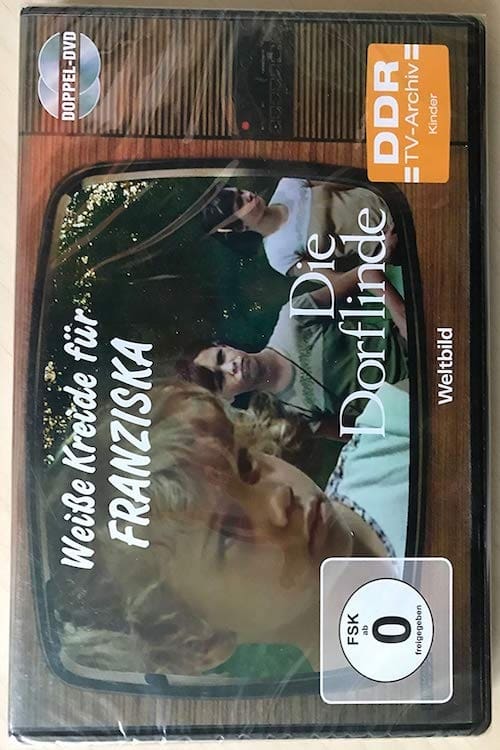 DOPPEL-DVD
DDR
TV-Archiv
Kinder
Weiße Kreide für
FRANZISKA
Die
Dorflinde
Weltbild
FSK
ab
0
freigegeben